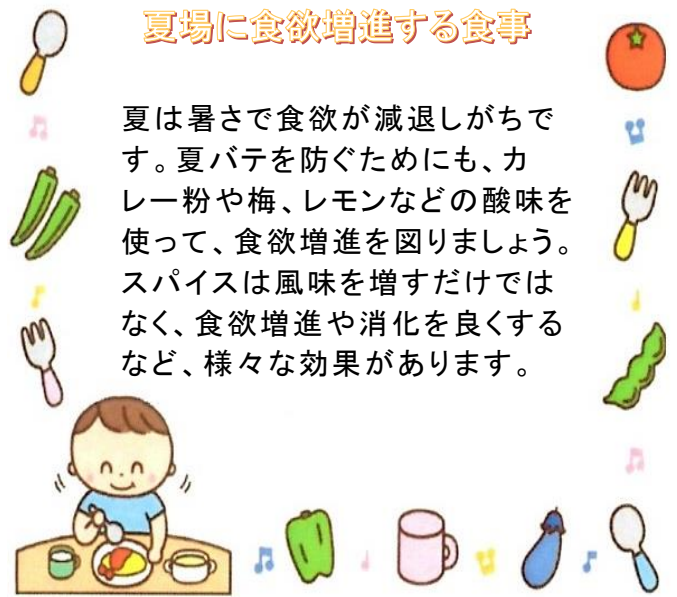 夏場に食欲増進する食事
夏は暑さで食欲が減退しがちで
す。夏バテを防ぐためにも、カ
レー粉や梅、レモンなどの酸味を
使って、食欲増進を図りましょう。
スパイスは風味を増すだけでは
なく、食欲増進や消化を良くする
など、様々な効果があります。